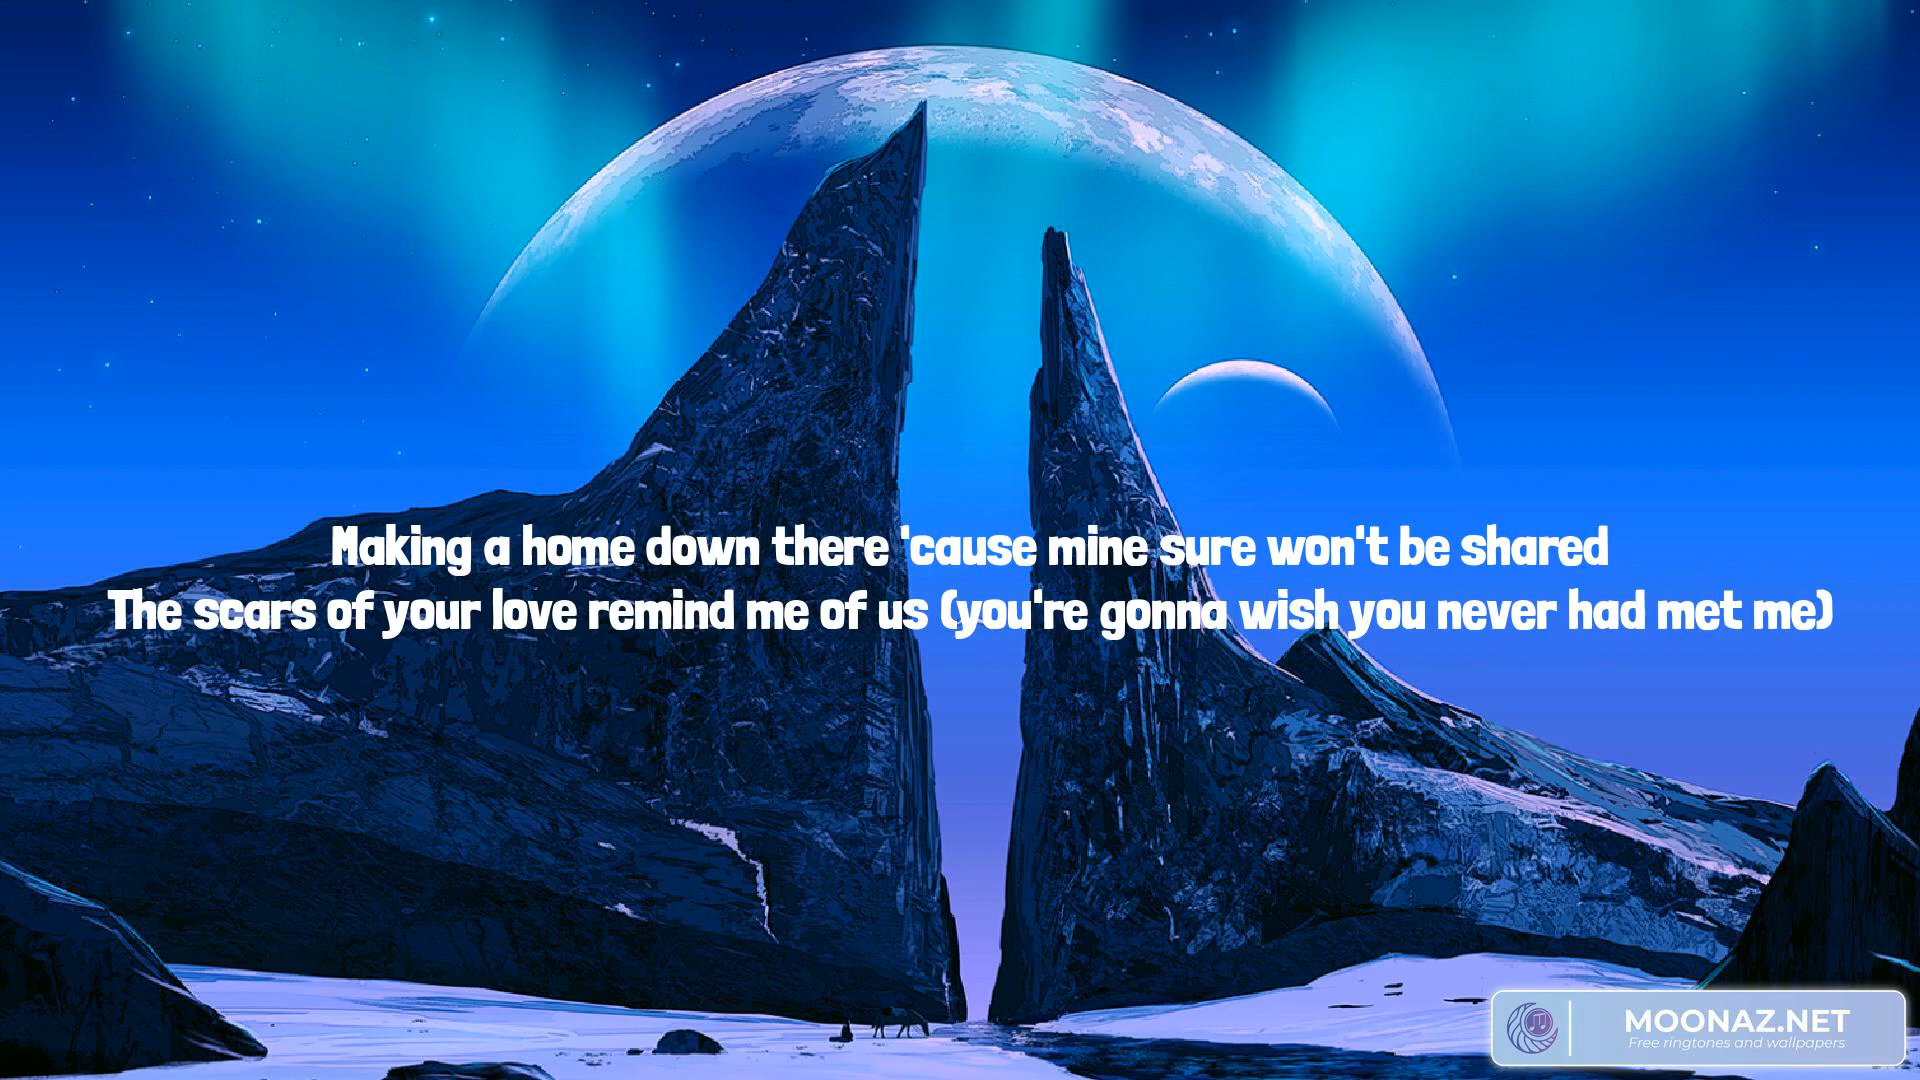 Making a home down there 'cause mine sure won't be shared
The scars of your love remind me of us (you're gonna wish you never had met me)
MOONAZ.NET
Free ringtones and wallpapers